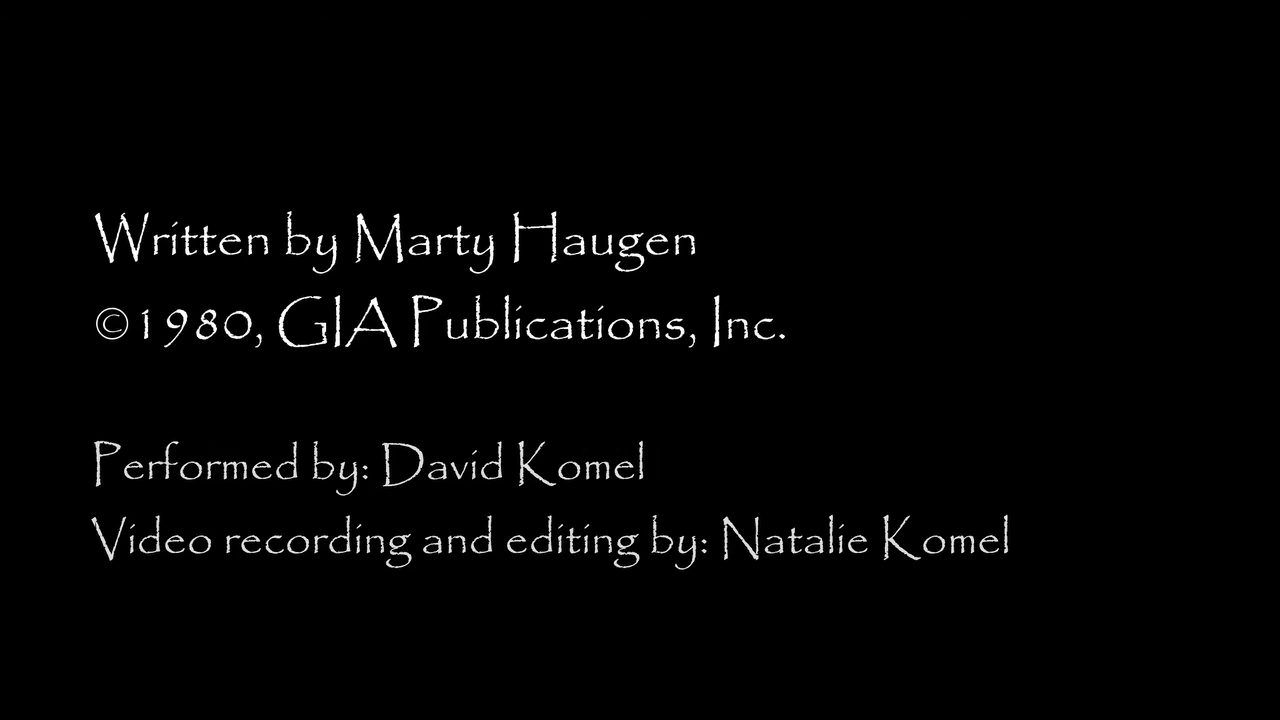 Written by Marty Haugen
©1980, GIA Publications, Inc.
Performed by: David Komel
Video recording and editing by: Natalie Komel